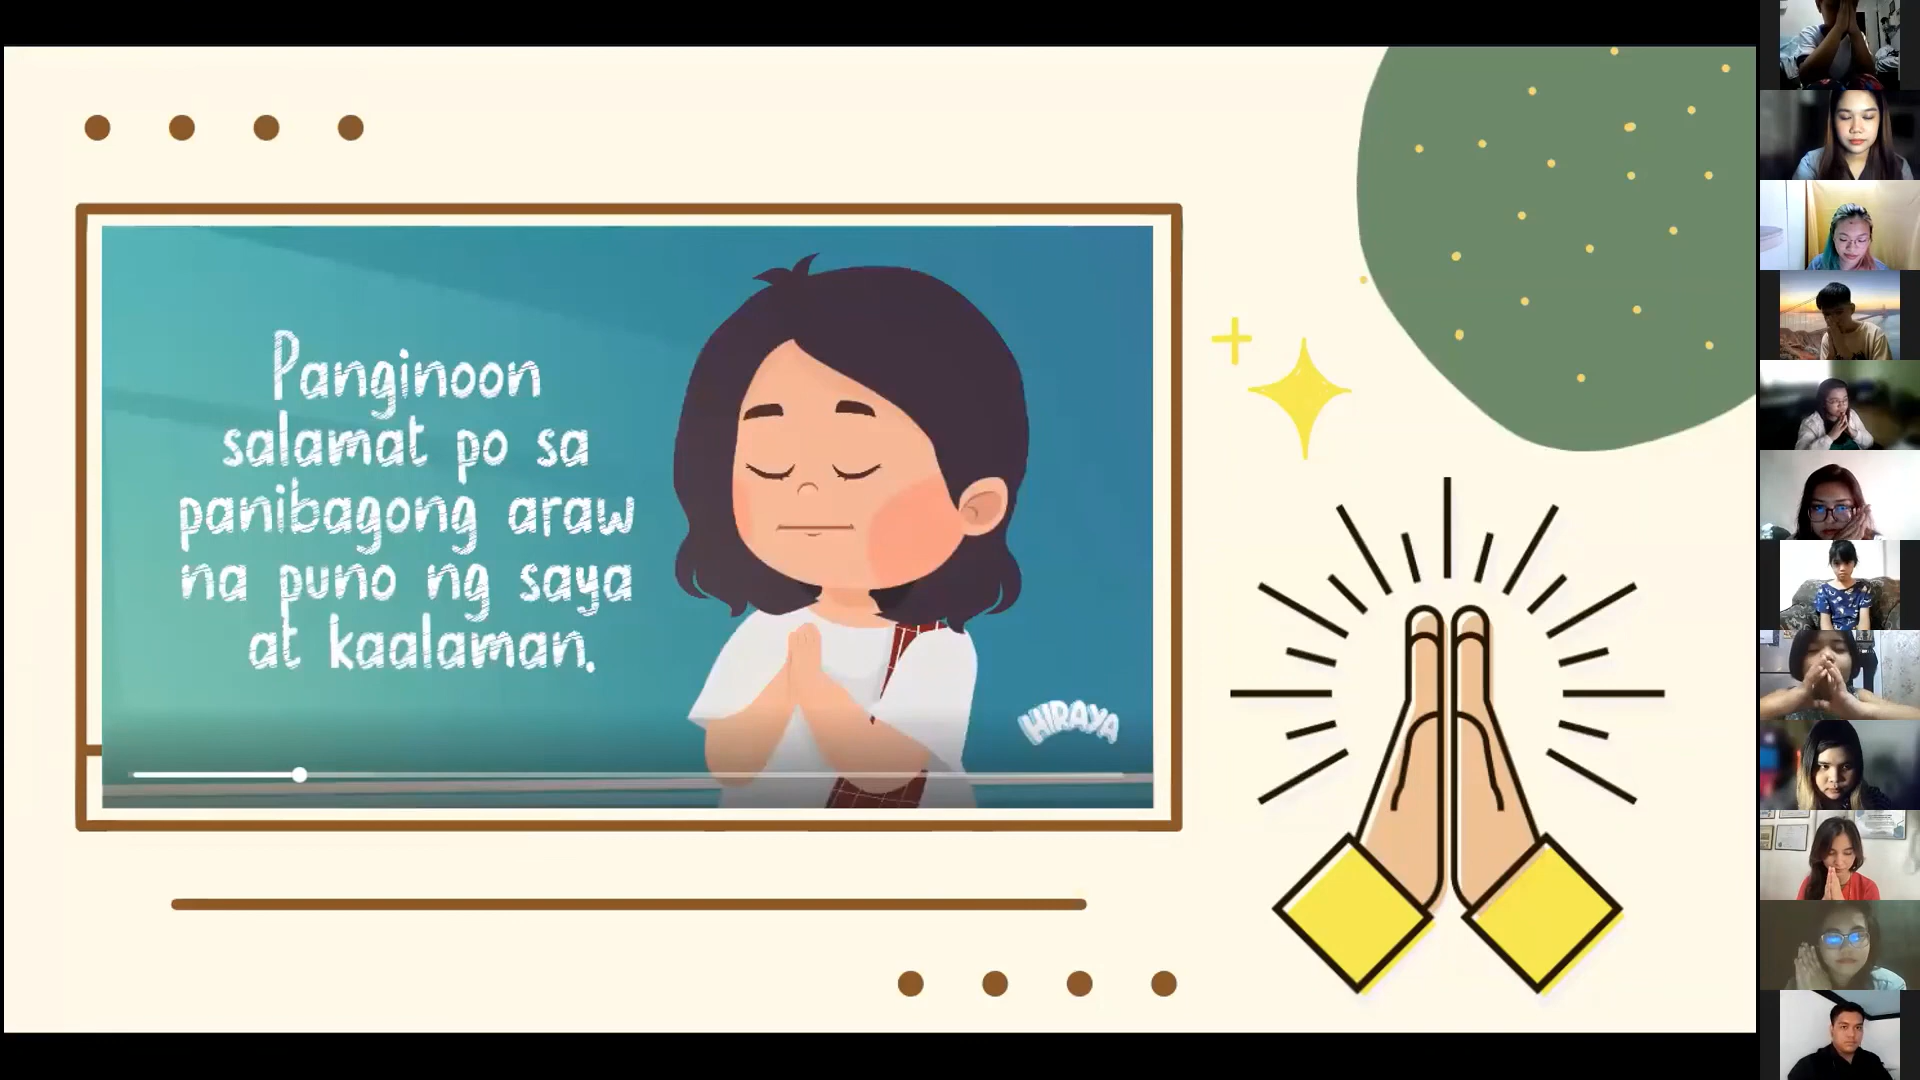 Panginoon
salamat po sa
panibagong araw
na puno ng saya
at kaalaman.
HIRAYA